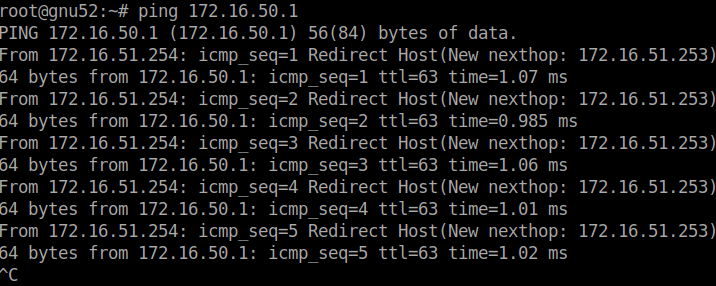 root@gnu52:~# ping 172.16.50.1
PING 172.16.50.1 (172.16.50.1) 56(84) bytes of data.
From 172.16.51.254: icmp_seq=1 Redirect Host(New nexthop: 172.16.51.253)
64 bytes from 172.16.50.1: icmp_seq=1 ttl=63 time=1.07 ms
From 172.16.51.254: icmp_seq=2 Redirect Host(New nexthop: 172.16.51.253)
64 bytes from 172.16.50.1: icmp_seq=2 ttl=63 time=0.985 ms
From 172.16.51.254: icmp_seq=3 Redirect Host(New nexthop: 172.16.51.253)
64 bytes from 172.16.50.1: icmp_seq=3 ttl=63 time=1.06 ms
From 172.16.51.254: icmp_seq=4 Redirect Host(New nexthop: 172.16.51.253)
64 bytes from 172.16.50.1: icmp_seq=4 ttl=63 time=1.01 ms
From 172.16.51.254: icmp_seq=5 Redirect Host(New nexthop: 172.16.51.253)
64 bytes from 172.16.50.1: icmp_seq=5 ttl=63 time=1.02 ms
^C